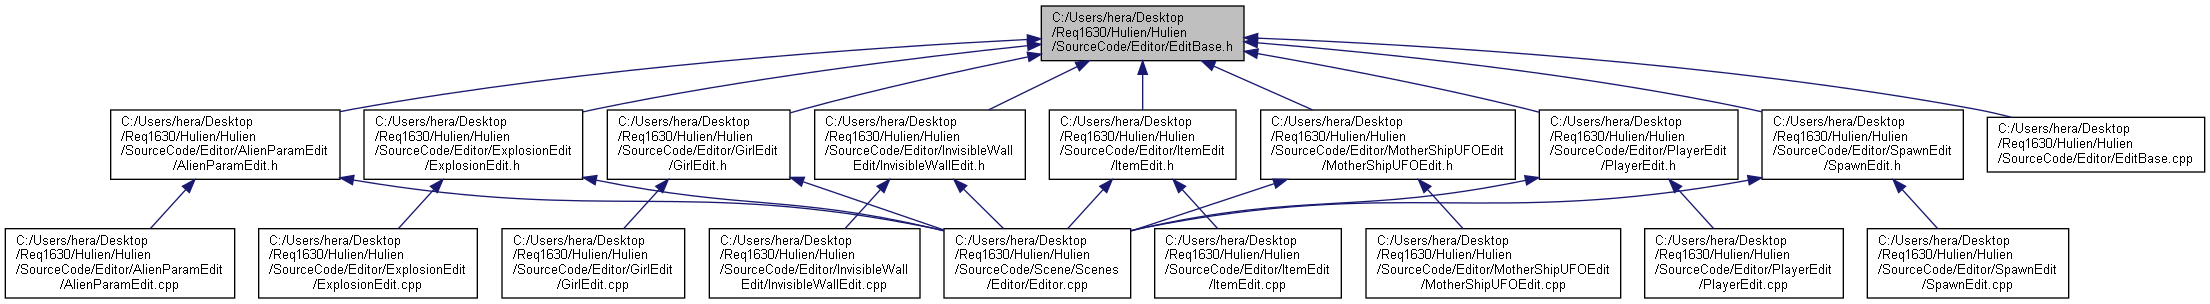 C:/Users/hera/Desktop
/Req1630/Hulien/Hulien
/SourceCode/Editor/EditBase.h
C:/Users/hera/Desktop
/Req1630/Hulien/Hulien
/SourceCode/Editor/AlienParamEdit
/AlienParamEdit.h
C:/Users/hera/Desktop
/Req1630/Hulien/Hulien
/SourceCode/Editor/ExplosionEdit
/ExplosionEdit.h
C:/Users/hera/Desktop
/Req1630/Hulien/Hulien
/SourceCode/Editor/GirlEdit
/GirlEdit.h
C:/Users/hera/Desktop
/Req1630/Hulien/Hulien
/SourceCode/Editor/InvisibleWall
Edit/InvisibleWallEdit.h
C:/Users/hera/Desktop
/Req1630/Hulien/Hulien
/SourceCode/Editor/ItemEdit
/ItemEdit.h
C:/Users/hera/Desktop
/Req1630/Hulien/Hulien
/SourceCode/Editor/MotherShipUFOEdit
/MotherShipUFOEdit.h
C:/Users/hera/Desktop
/Req1630/Hulien/Hulien
/SourceCode/Editor/PlayerEdit
/PlayerEdit.h
C:/Users/hera/Desktop
/Req1630/Hulien/Hulien
/SourceCode/Editor/SpawnEdit
/SpawnEdit.h
C:/Users/hera/Desktop
/Req1630/Hulien/Hulien
/SourceCode/Editor/EditBase.cpp
C:/Users/hera/Desktop
/Req1630/Hulien/Hulien
/SourceCode/Editor/AlienParamEdit
/AlienParamEdit.cpp
C:/Users/hera/Desktop
/Req1630/Hulien/Hulien
/SourceCode/Editor/ExplosionEdit
/ExplosionEdit.cpp
C:/Users/hera/Desktop
/Req1630/Hulien/Hulien
/SourceCode/Editor/GirlEdit
/GirlEdit.cpp
C:/Users/hera/Desktop
/Req1630/Hulien/Hulien
/SourceCode/Editor/InvisibleWall
Edit/InvisibleWallEdit.cpp
C:/Users/hera/Desktop
/Req1630/Hulien/Hulien
/SourceCode/Scene/Scenes
/Editor/Editor.cpp
C:/Users/hera/Desktop
/Req1630/Hulien/Hulien
/SourceCode/Editor/ItemEdit
/ItemEdit.cpp
C:/Users/hera/Desktop
/Req1630/Hulien/Hulien
/SourceCode/Editor/MotherShipUFOEdit
/MotherShipUFOEdit.cpp
C:/Users/hera/Desktop
/Req1630/Hulien/Hulien
/SourceCode/Editor/PlayerEdit
/PlayerEdit.cpp
C:/Users/hera/Desktop
/Req1630/Hulien/Hulien
/SourceCode/Editor/SpawnEdit
/SpawnEdit.cpp